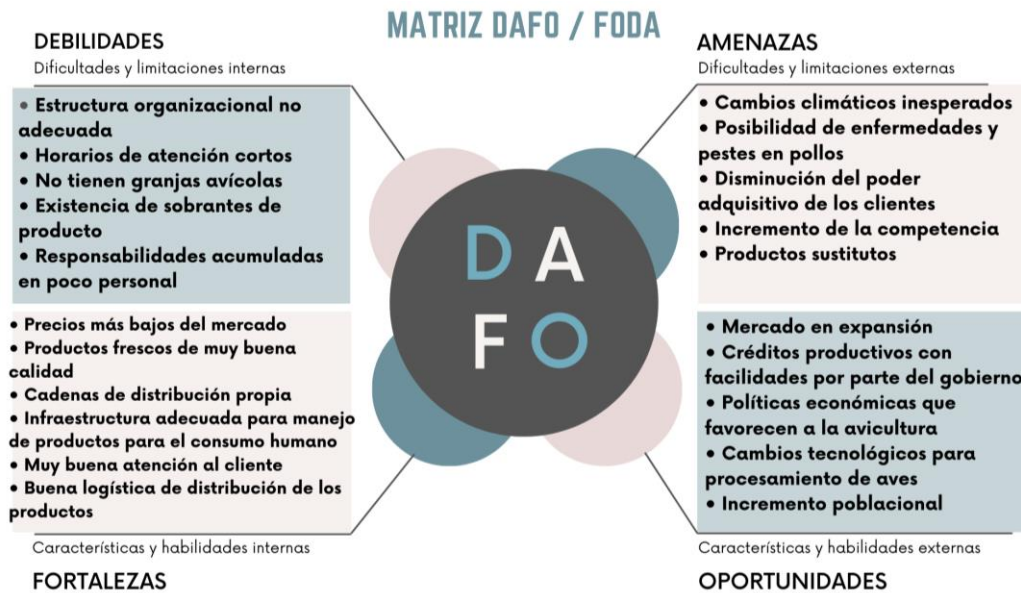 MATRIZ DAFO / FODA
DEBILIDADES
Dificultades y limitaciones internas
• Estructura organizacional no
adecuada
• Horarios de atención cortos
• No tienen granjas avícolas
• Existencia de sobrantes de
producto
• Responsabilidades acumuladas
en poco personal
AMENAZAS
Dificultades y limitaciones externas
• Cambios climáticos inesperados
• Posibilidad de enfermedades y
pestes en pollos
• Disminución del poder
adquisitivo de los clientes
• Incremento de la competencia
• Productos sustitutos
D A
F O
• Precios más bajos del mercado
• Productos frescos de muy buena
calidad
• Cadenas de distribución propia
• Infraestructura adecuada para manejo
de productos para el consumo humano
• Muy buena atención al cliente
• Buena logística de distribución de los
productos
Características y habilidades internas
FORTALEZAS
• Mercado en expansión
• Créditos productivos con
facilidades por parte del gobierno
• Políticas económicas que
favorecen a la avicultura
• Cambios tecnológicos para
procesamiento de aves
• Incremento poblacional
Características y habilidades externas
OPORTUNIDADES